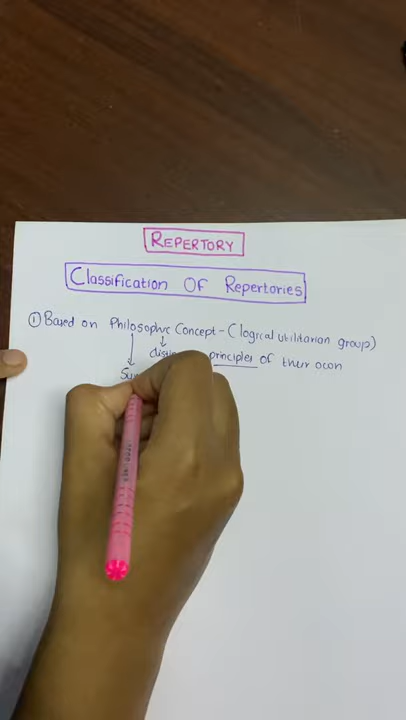 REPERTORY
Classification OF Repertories
① Based on Philosophic Concept - (logical utilitarian group)
principles of their own